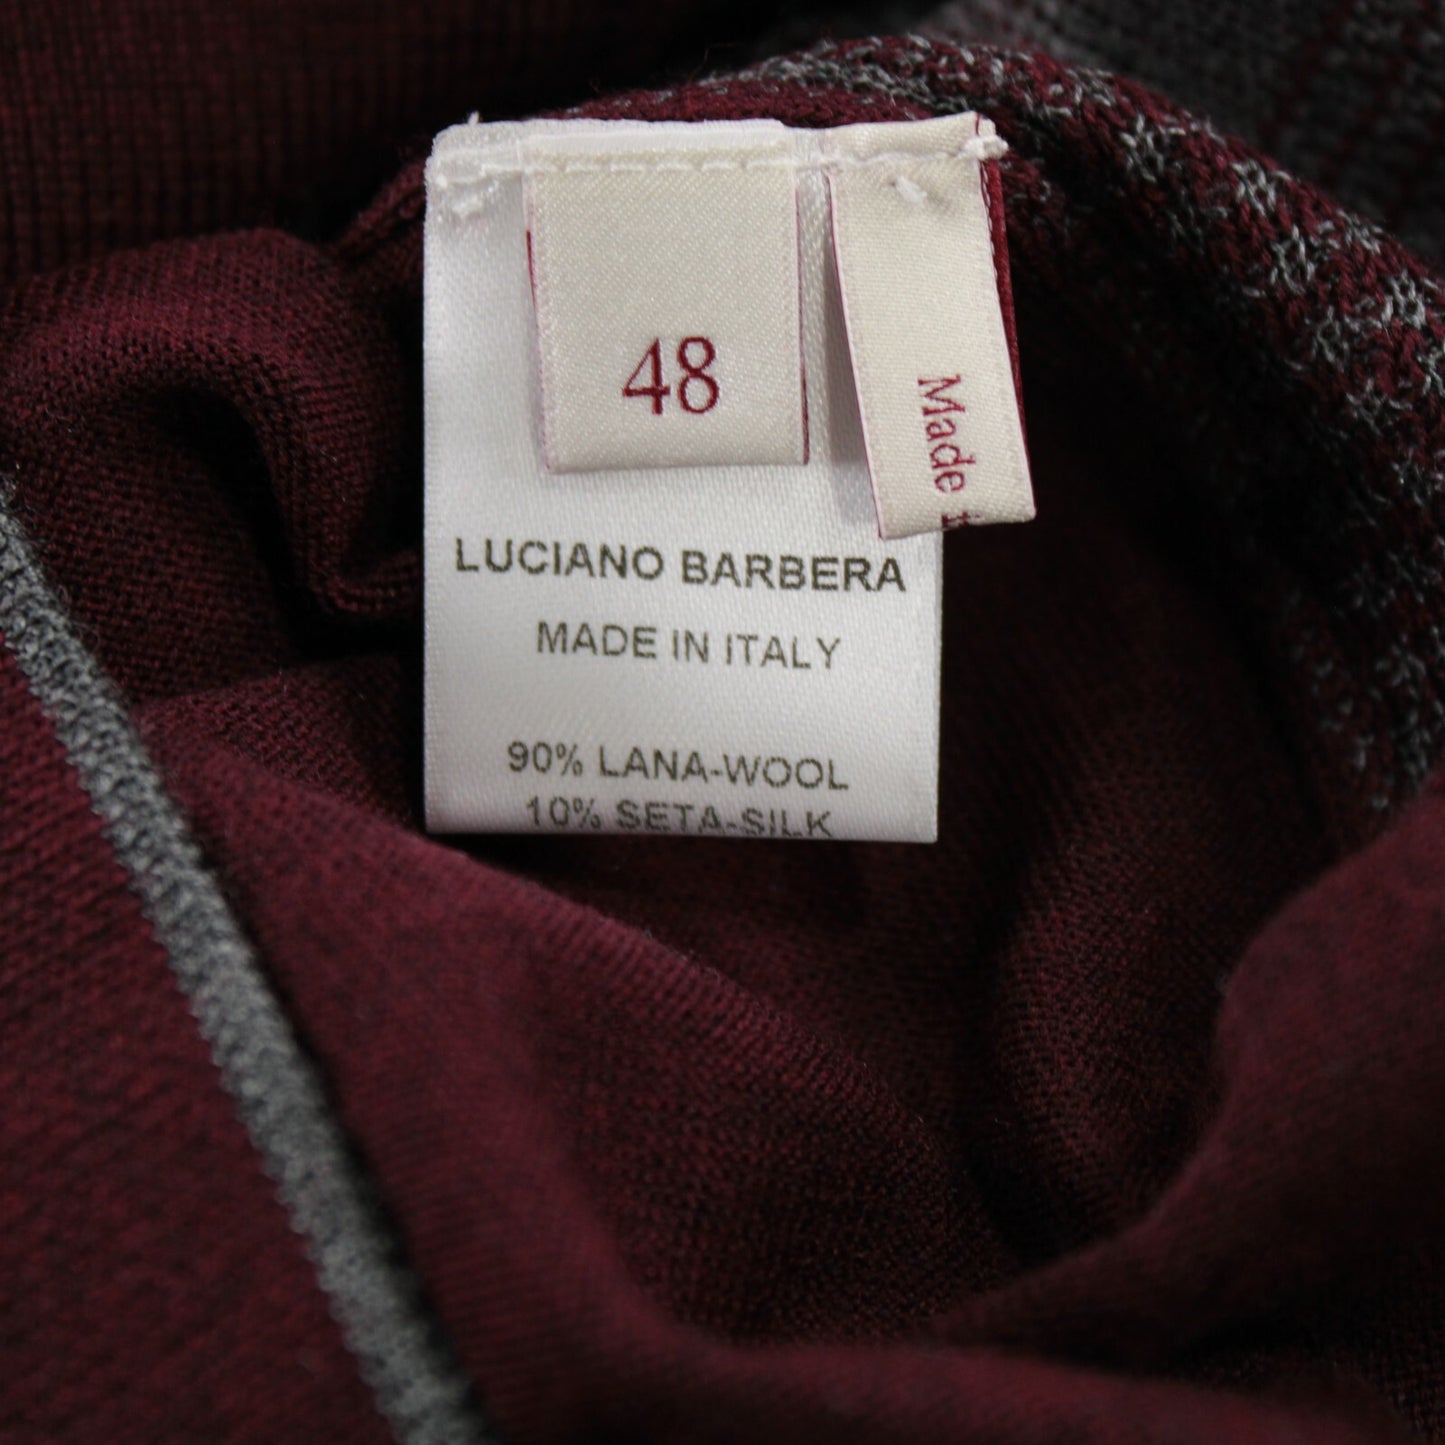 48
Made
LUCIANO BARBERA
MADE IN ITALY
90% LANA-WOOL
10% SETA-SILK